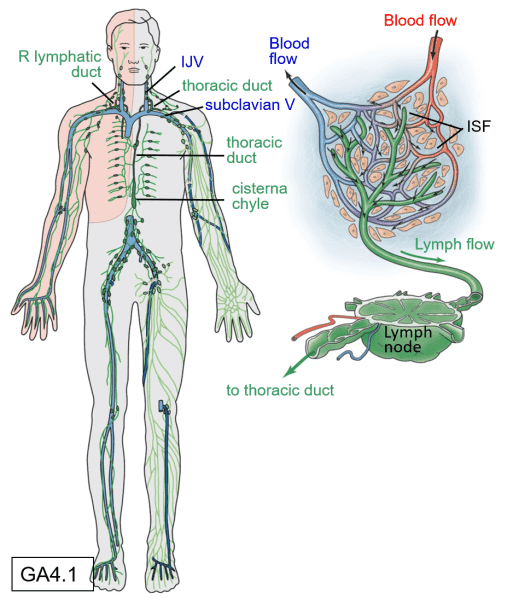 R lymphatic
duct
IJV
thoracic duct
subclavian V
thoracic
duct
cisterna
chyle
GA4.1
Blood flow
Blood
flow
ISF
Lymph flow
Lymph
node
to thoracic duct